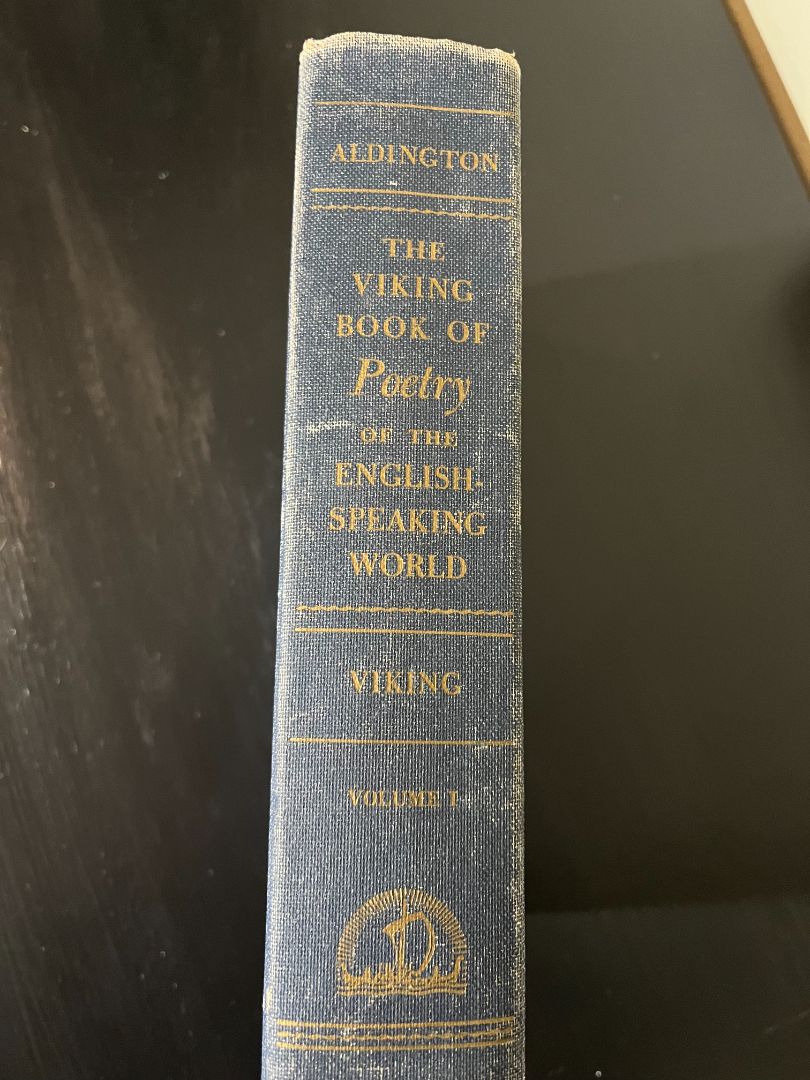 ALDINGTON
THE
VIKING
BOOK OF
Poetry
OF THE
ENGLISH-
SPEAKING
WORLD
VIKING
VOLUME I